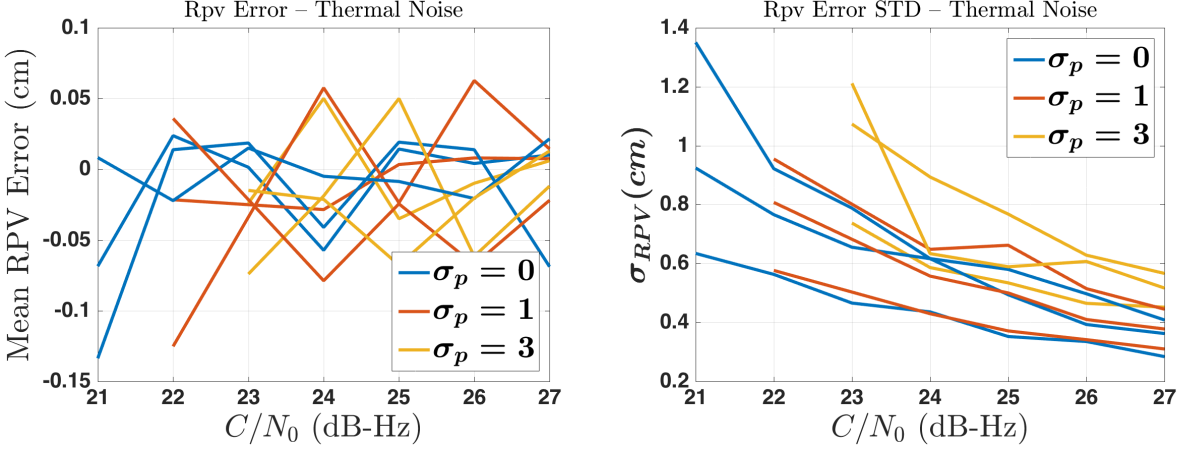 Rpv Error – Thermal Noise
Mean RPV Error (cm)
0.1
0.05
0
-0.05
-0.1
-0.15
21 22 23 24 25 26 27
C/N₀ (dB-Hz)
σₚ = 0
σₚ = 1
σₚ = 3
Rpv Error STD – Thermal Noise
σ_RPV (cm)
1.4
1.2
1
0.8
0.6
0.4
0.2
21 22 23 24 25 26 27
C/N₀ (dB-Hz)
σₚ = 0
σₚ = 1
σₚ = 3